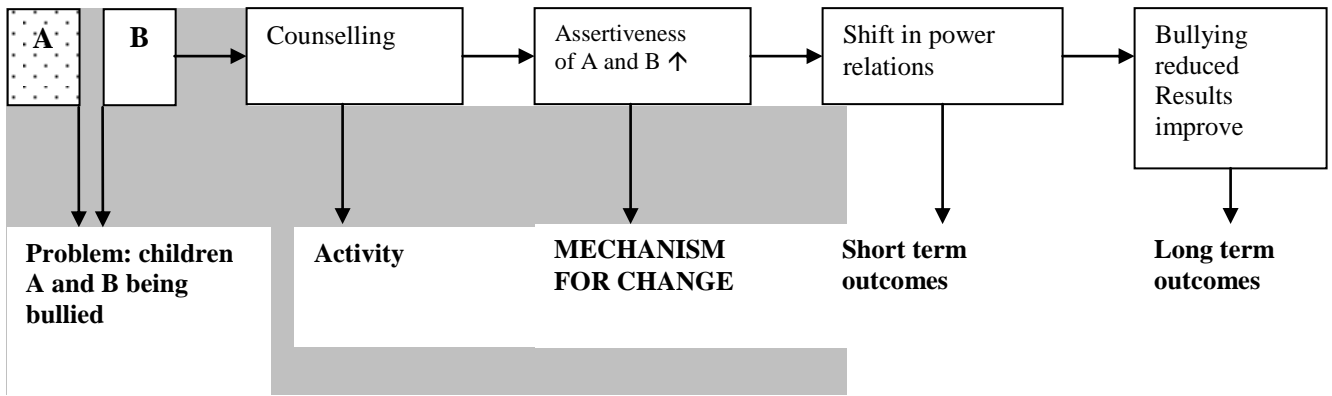 A
B
Counselling
Assertiveness
of A and B ↑
Shift in power
relations
Bullying
reduced
Results
improve
Problem: children
A and B being
bullied
Activity
MECHANISM
FOR CHANGE
Short term
outcomes
Long term
outcomes